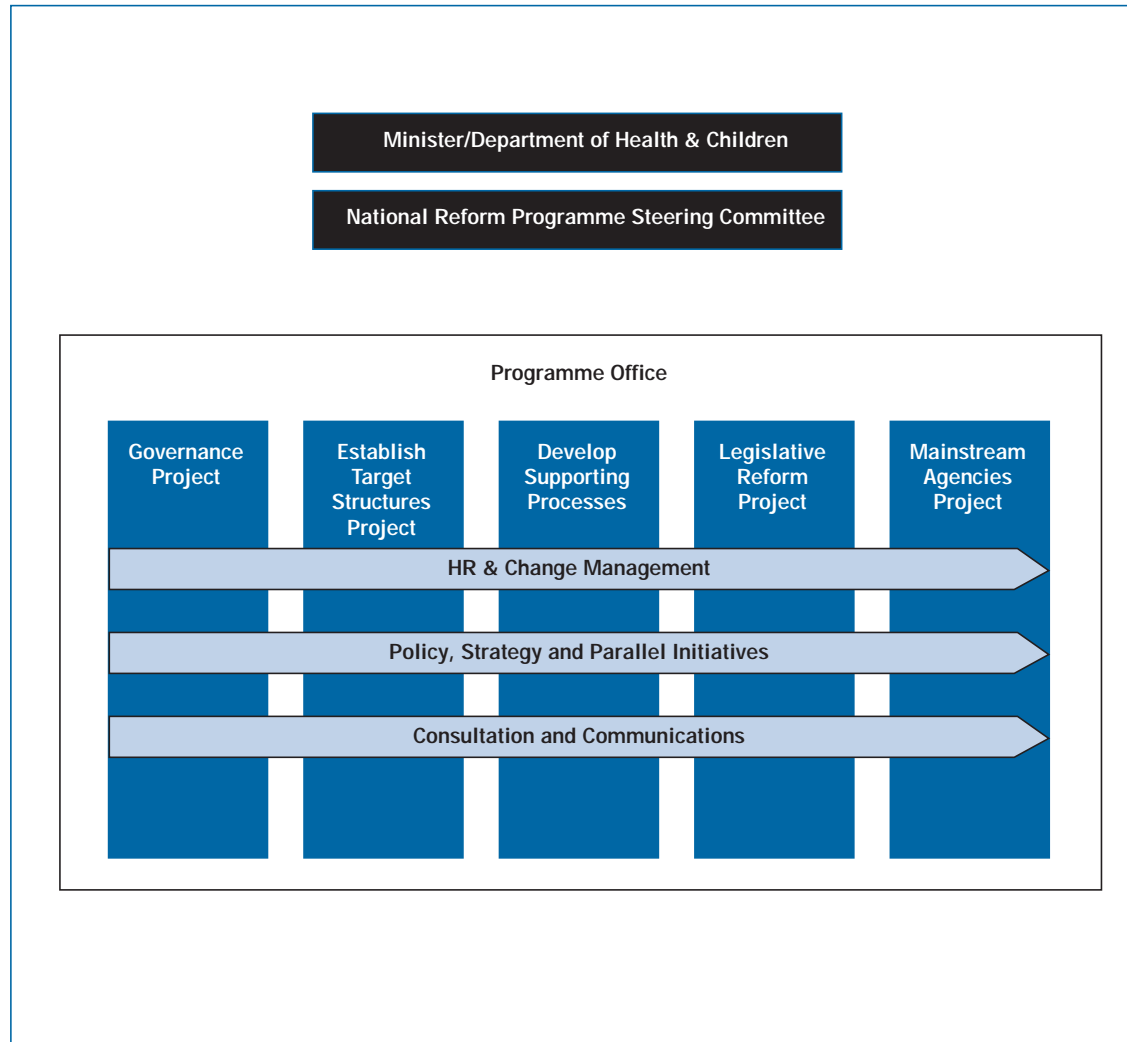 Minister/Department of Health & Children
National Reform Programme Steering Committee
Programme Office
Governance
Project
Establish
Target
Structures
Project
Develop
Supporting
Processes
Legislative
Reform
Project
Mainstream
Agencies
Project
HR & Change Management
Policy, Strategy and Parallel Initiatives
Consultation and Communications